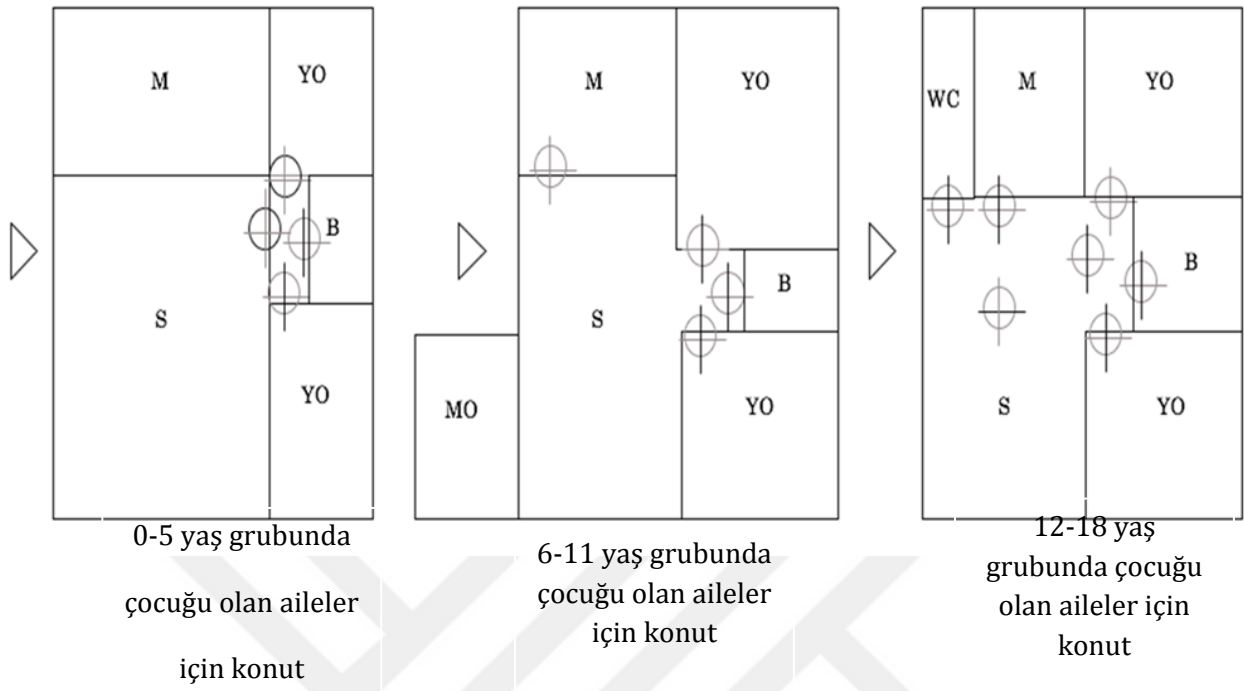 M
YO
B
S
YO
0-5 yaş grubunda
çocuğu olan aileler
için konut
M
YO
B
S
MO
YO
6-11 yaş grubunda
çocuğu olan aileler
için konut
WC
M
YO
B
S
YO
12-18 yaş
grubunda çocuğu
olan aileler için
konut